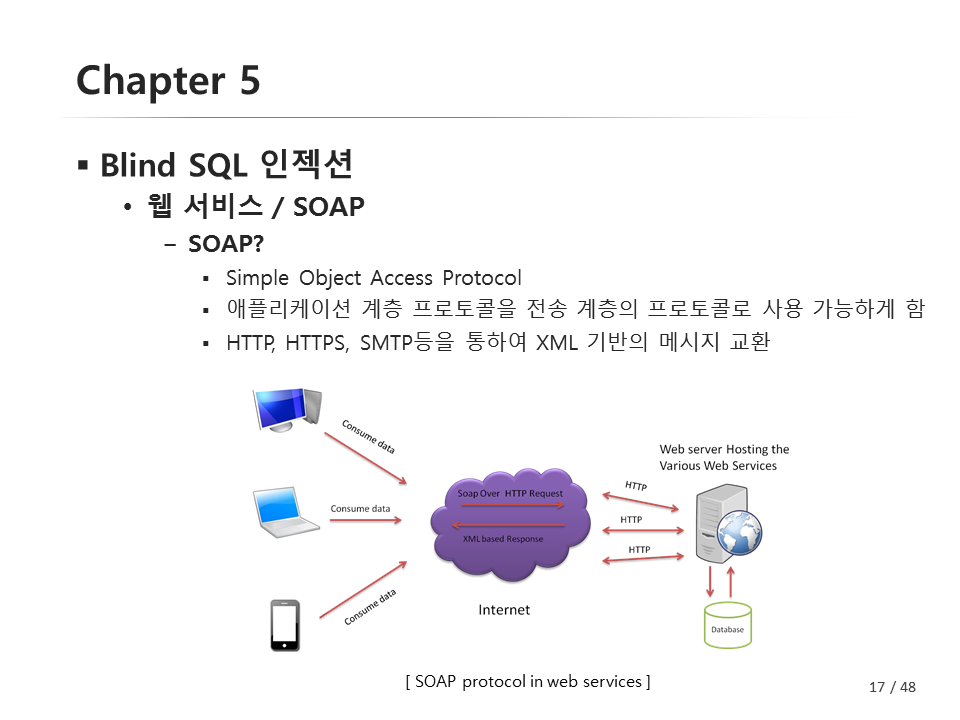 Chapter 5
▪ Blind SQL 인젝션
• 웹 서비스 / SOAP
– SOAP?
▪ Simple Object Access Protocol
▪ 애플리케이션 계층 프로토콜을 전송 계층의 프로토콜로 사용 가능하게 함
▪ HTTP, HTTPS, SMTP등을 통하여 XML 기반의 메시지 교환
Consume data
Web server Hosting the
Various Web Services
Soap Over HTTP Request
HTTP
Consume data
HTTP
XML based Response
HTTP
Consume data
Internet
Database
[ SOAP protocol in web services ]
17 / 48